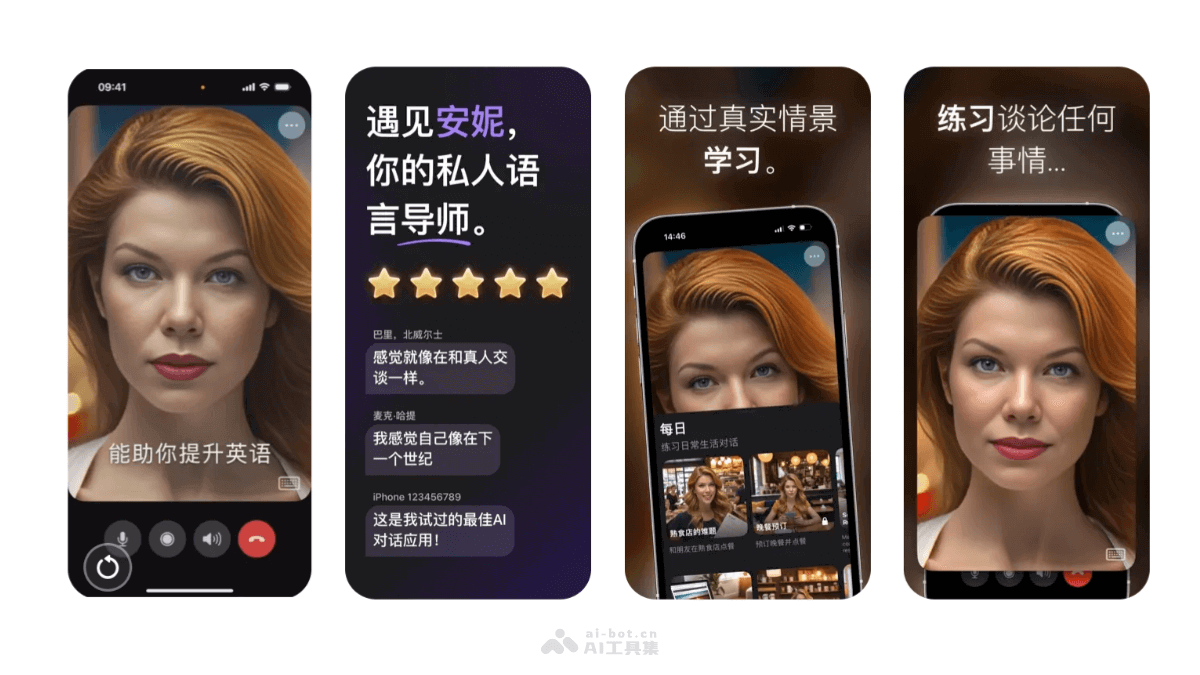 09:41
能助你提升英语
遇见安妮，
你的私人语
言导师。
巴里，北威尔士
感觉就像在和真人交
谈一样。
麦克·哈提
我感觉自己像在下
一个世纪
iPhone 123456789
这是我试过的最佳AI
对话应用！
通过真实情景
学习。
14:46
每日
练习日常生活对话
熟食店的难题
和朋友在熟食店点餐
晚餐预订
预订晚餐并点餐
练习谈论任何
事情...
ai-bot.cn
AI工具集